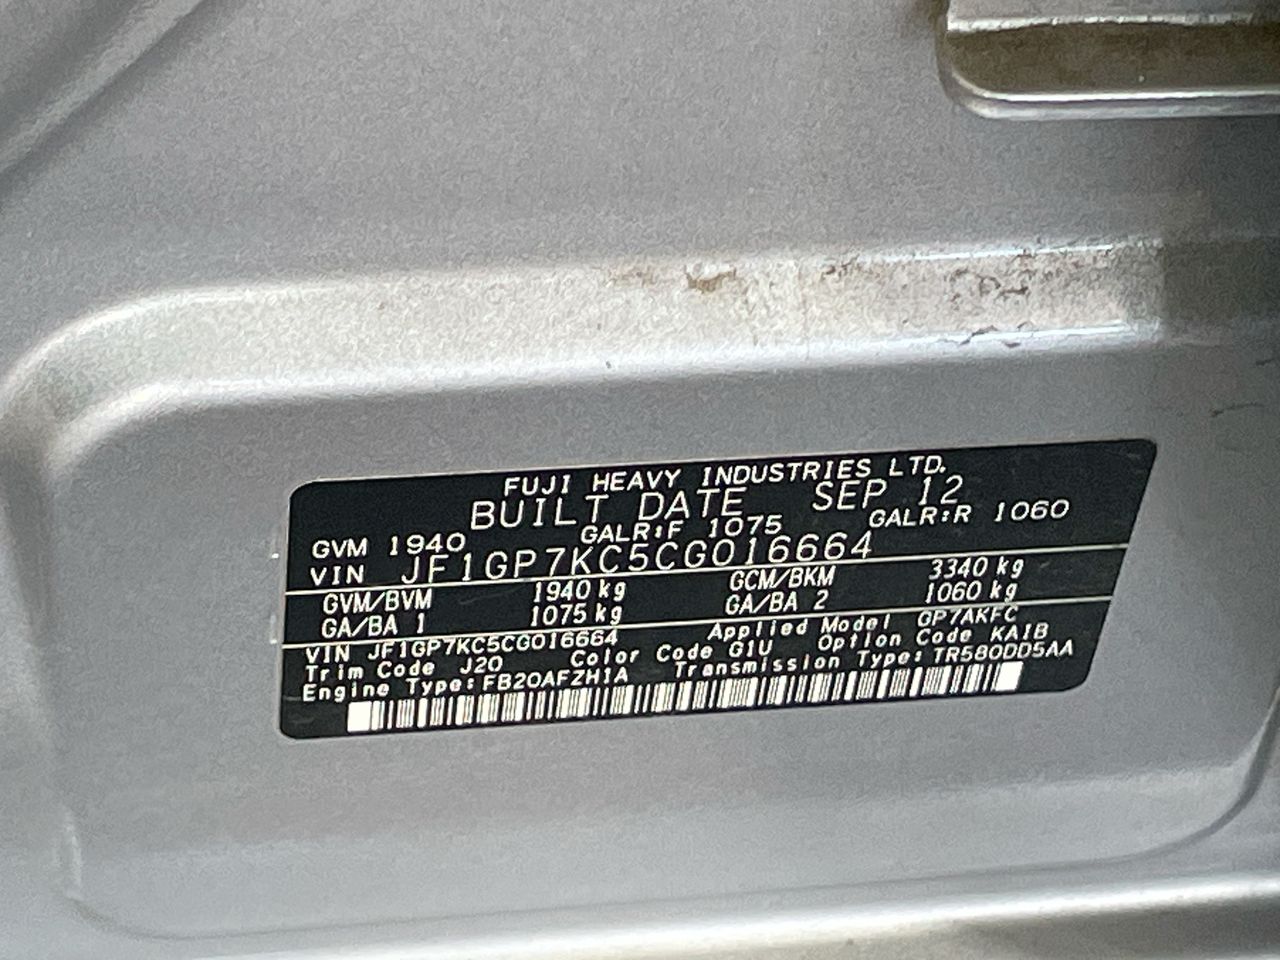 FUJI HEAVY INDUSTRIES LTD.
BUILT DATE SEP 12
GVM 1940 GALR:F 1075 GALR:R 1060
VIN JF1GP7KC5CG016664
GVM/BVM 1940 kg GCM/BKM 3340 kg
GA/BA 1 1075 kg GA/BA 2 1060 kg
VIN JF1GP7KC5CG016664 Applied Model GP7AKFC
Trim Code J20 Color Code G1U Option Code KAIB
Engine Type:FB20AFZH1A Transmission Type:TR580DD5AA